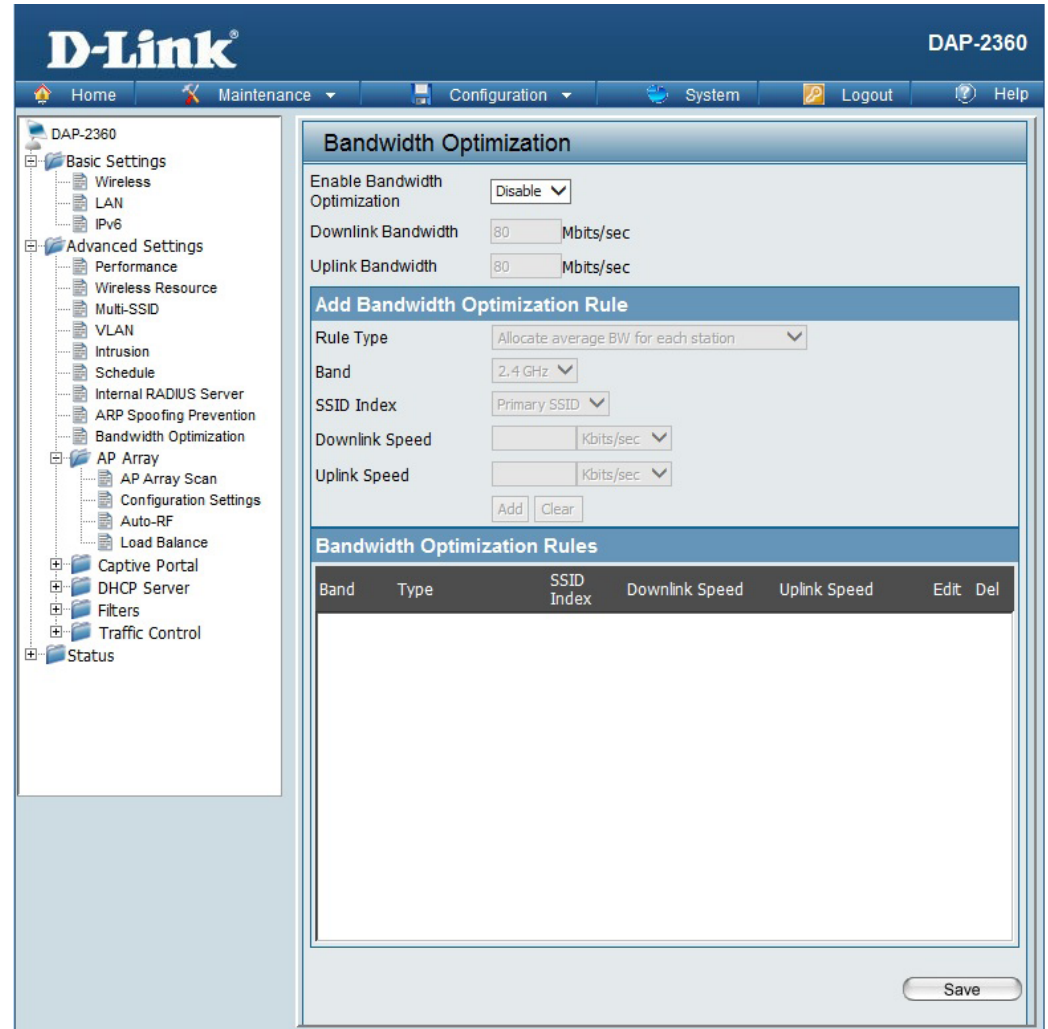 D-Link®
DAP-2360
Home Maintenance Configuration System Logout Help
DAP-2360
Basic Settings
Wireless
LAN
IPv6
Advanced Settings
Performance
Wireless Resource
Multi-SSID
VLAN
Intrusion
Schedule
Internal RADIUS Server
ARP Spoofing Prevention
Bandwidth Optimization
AP Array
AP Array Scan
Configuration Settings
Auto-RF
Load Balance
Captive Portal
DHCP Server
Filters
Traffic Control
Status
Bandwidth Optimization
Enable Bandwidth
Optimization Disable
Downlink Bandwidth 80 Mbits/sec
Uplink Bandwidth 80 Mbits/sec
Add Bandwidth Optimization Rule
Rule Type Allocate average BW for each station
Band 2.4 GHz
SSID Index Primary SSID
Downlink Speed Kbits/sec
Uplink Speed Kbits/sec
Add Clear
Bandwidth Optimization Rules
Band Type SSID Index Downlink Speed Uplink Speed Edit Del
Save